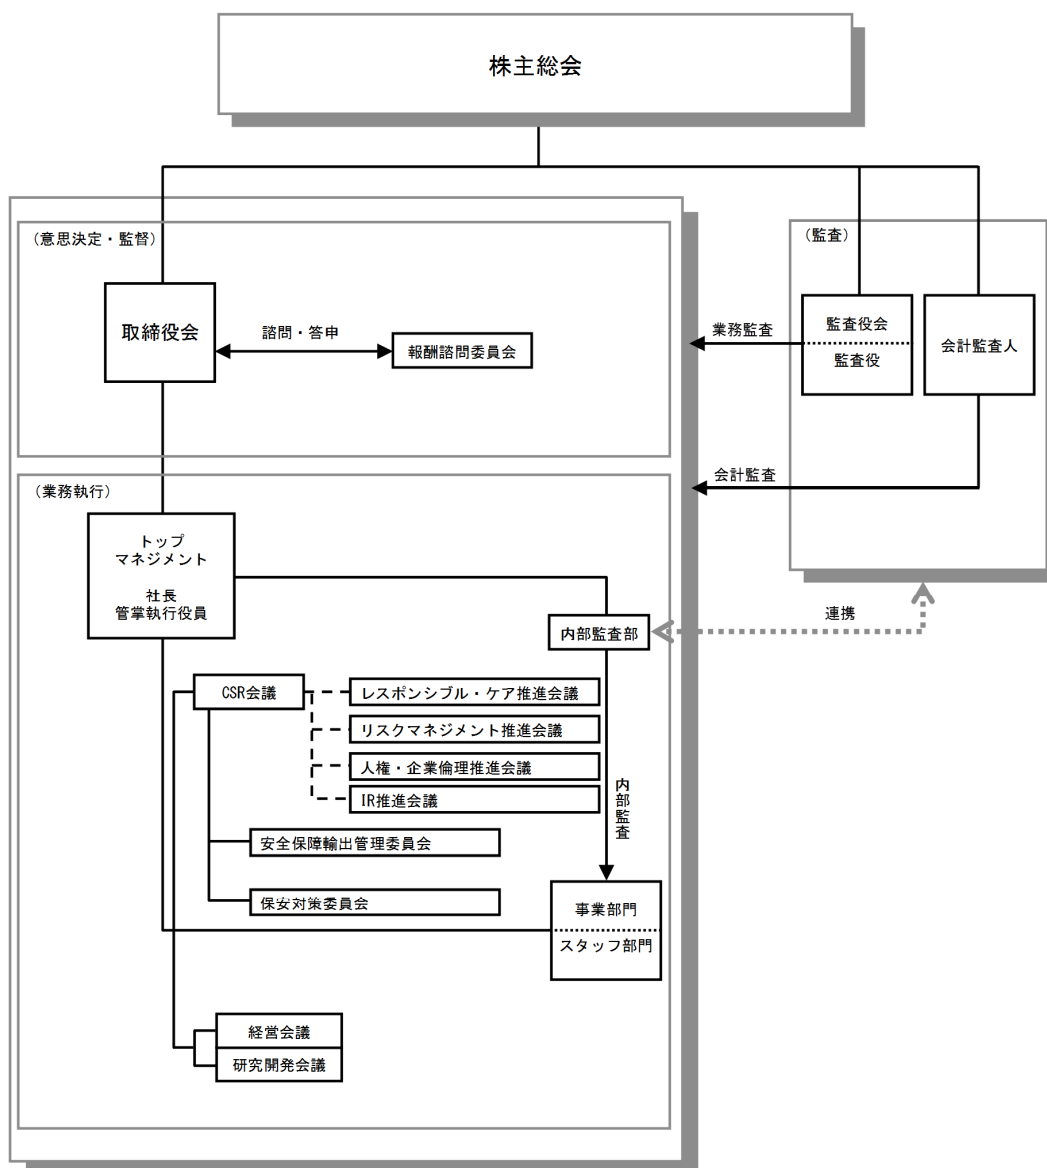 株主総会
（意思決定・監督）
取締役会
諮問・答申
報酬諮問委員会
（監査）
業務監査
監査役会
監査役
会計監査人
会計監査
（業務執行）
トップ
マネジメント
社長
管掌執行役員
内部監査部
連携
CSR会議
レスポンシブル・ケア推進会議
リスクマネジメント推進会議
人権・企業倫理推進会議
IR推進会議
内部監査
安全保障輸出管理委員会
保安対策委員会
事業部門
スタッフ部門
経営会議
研究開発会議